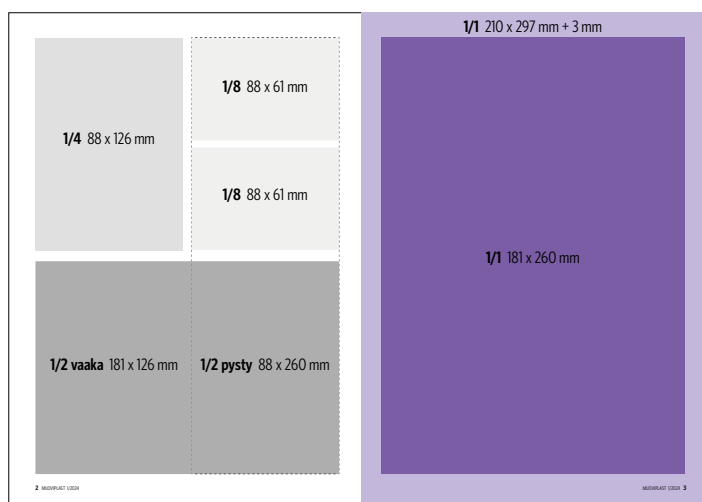 1/1 210 x 297 mm + 3 mm
1/8 88 x 61 mm
1/4 88 x 126 mm
1/8 88 x 61 mm
1/1 181 x 260 mm
1/2 vaaka 181 x 126 mm
1/2 pysty 88 x 260 mm
2 MUOVIPLAST 1/2024
MUOVIPLAST 1/2024 3